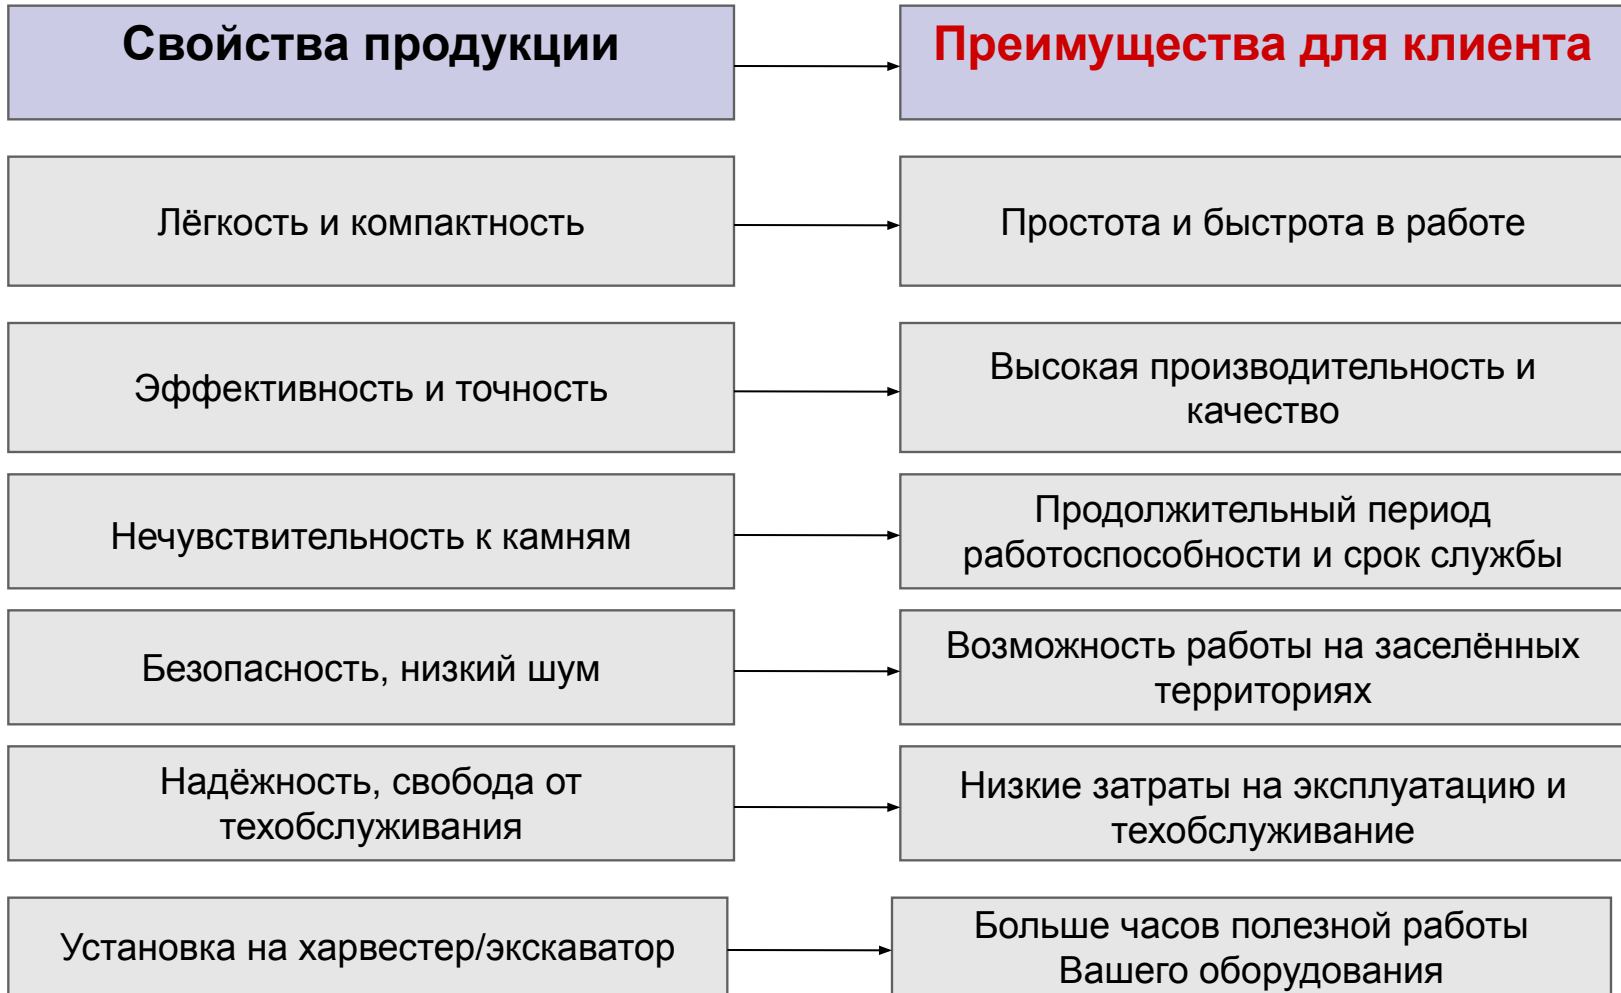 Свойства продукции
Преимущества для клиента
Лёгкость и компактность
Простота и быстрота в работе
Эффективность и точность
Высокая производительность и
качество
Нечувствительность к камням
Продолжительный период
работоспособности и срок службы
Безопасность, низкий шум
Возможность работы на заселённых
территориях
Надёжность, свобода от
техобслуживания
Низкие затраты на эксплуатацию и
техобслуживание
Установка на харвестер/экскаватор
Больше часов полезной работы
Вашего оборудования